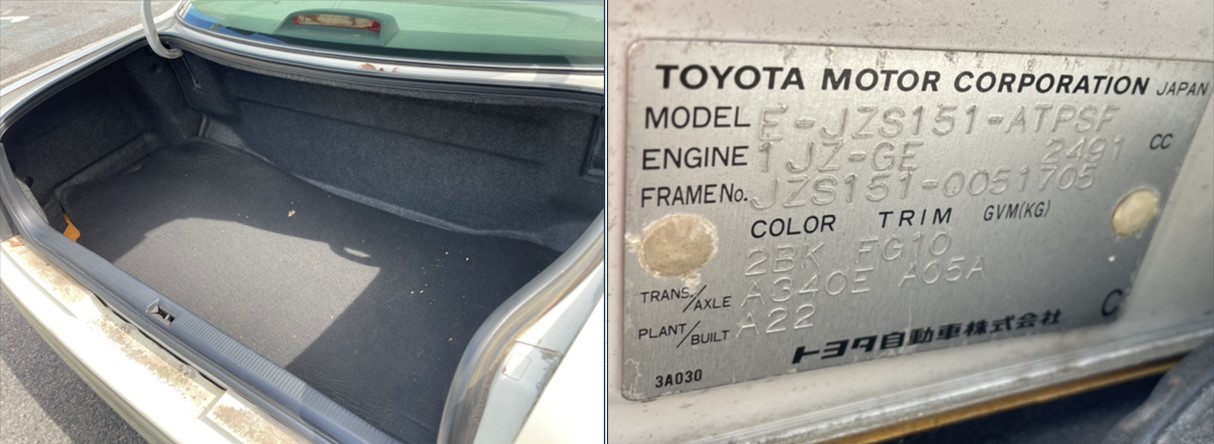 TOYOTA MOTOR CORPORATION JAPAN
MODEL E-JZS151-ATPSF
ENGINE 1JZ-GE 2491 CC
FRAME No. JZS151-0051705
COLOR TRIM GVM(KG)
2BK FG10
TRANS./AXLE A340E A05A
PLANT/BUILT A22
C
トヨタ自動車株式会社
3A030